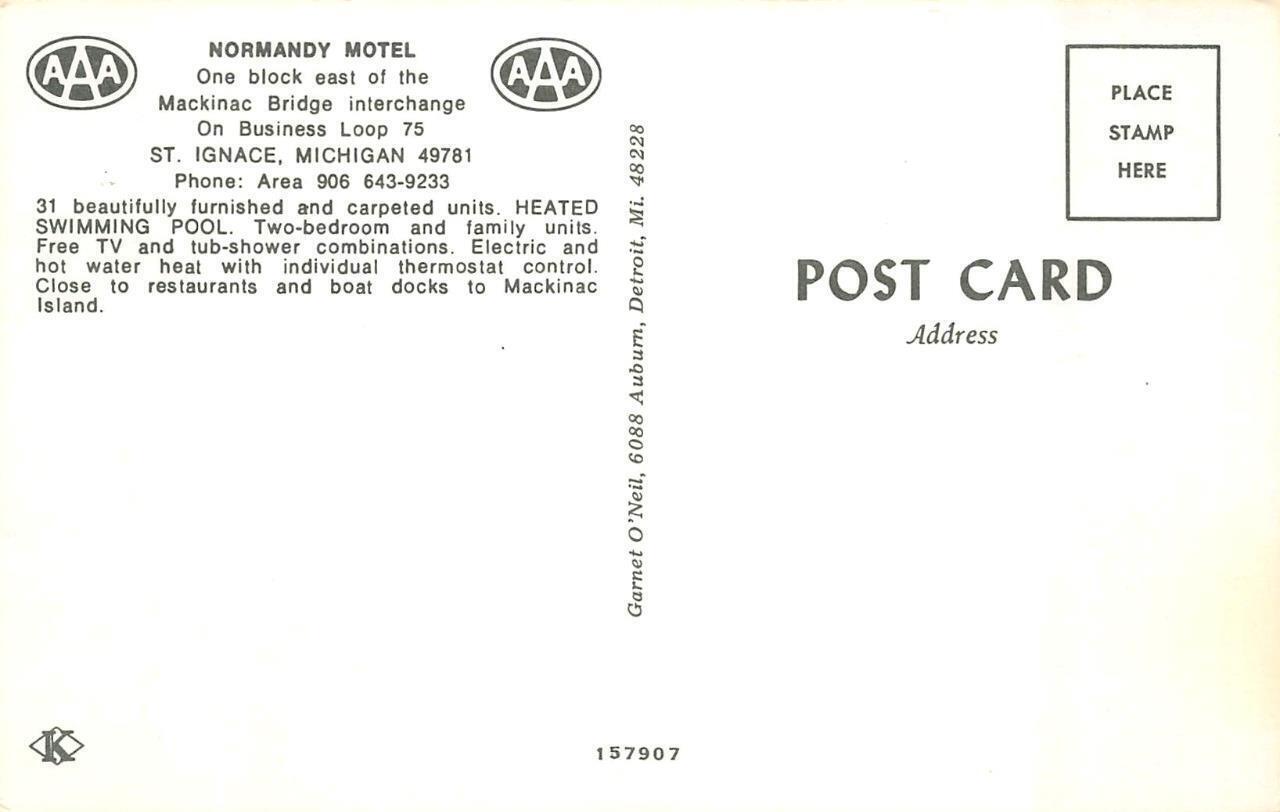 AAA
NORMANDY MOTEL
One block east of the
Mackinac Bridge interchange
On Business Loop 75
ST. IGNACE, MICHIGAN 49781
Phone: Area 906 643-9233
AAA
31 beautifully furnished and carpeted units. HEATED
SWIMMING POOL. Two-bedroom and family units.
Free TV and tub-shower combinations. Electric and
hot water heat with individual thermostat control.
Close to restaurants and boat docks to Mackinac
Island.
Garnet O'Neil, 6088 Auburn, Detroit, Mi. 48228
PLACE
STAMP
HERE
POST CARD
Address
K
157907